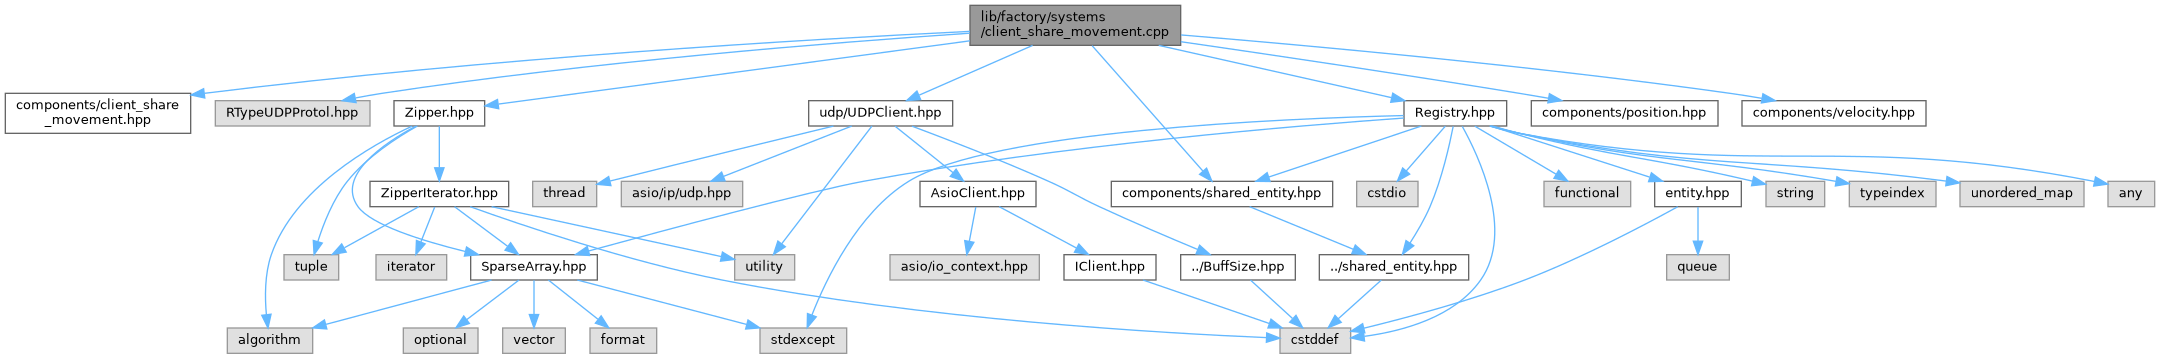 lib/factory/systems
/client_share_movement.cpp
components/client_share
_movement.hpp
RTypeUDPProtol.hpp
Zipper.hpp
udp/UDPClient.hpp
Registry.hpp
components/position.hpp
components/velocity.hpp
ZipperIterator.hpp
thread
asio/ip/udp.hpp
AsioClient.hpp
components/shared_entity.hpp
cstdio
functional
entity.hpp
string
typeindex
unordered_map
any
tuple
iterator
SparseArray.hpp
utility
asio/io_context.hpp
IClient.hpp
../BuffSize.hpp
../shared_entity.hpp
queue
algorithm
optional
vector
format
stdexcept
cstddef